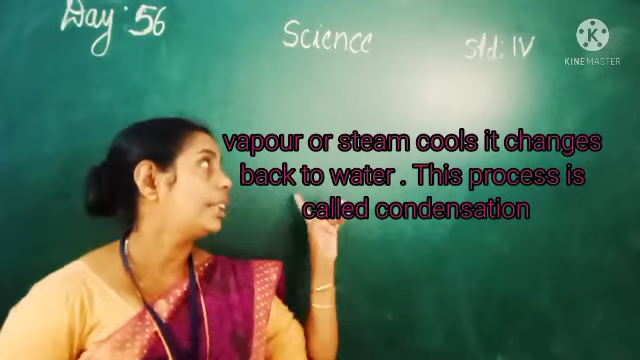 Day: 56
Science
std: IV
KINEMASTER
vapour or steam cools it changes
back to water . This process is
called condensation